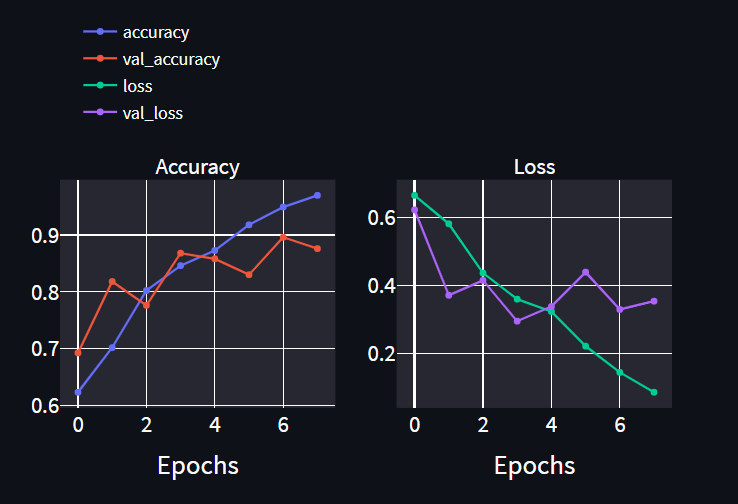 accuracy
val_accuracy
loss
val_loss
Accuracy
0.9
0.8
0.7
0.6
0 2 4 6
Epochs
Loss
0.6
0.4
0.2
0 2 4 6
Epochs